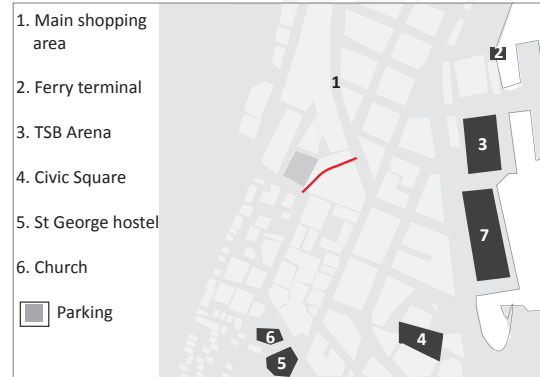 1. Main shopping
area
2. Ferry terminal
3. TSB Arena
4. Civic Square
5. St George hostel
6. Church
Parking
1
2
3
7
4
6
5